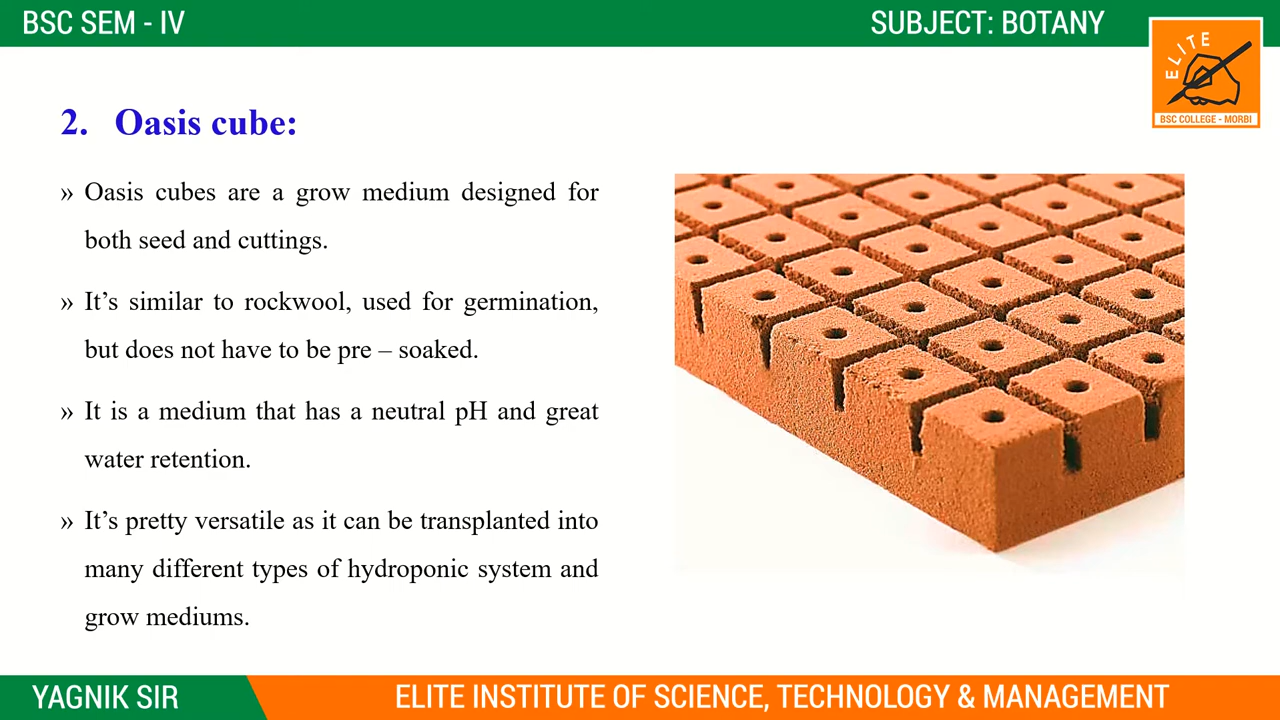 BSC SEM - IV
SUBJECT: BOTANY
ELITE
BSC COLLEGE - MORBI
2. Oasis cube:
» Oasis cubes are a grow medium designed for
both seed and cuttings.
» It’s similar to rockwool, used for germination,
but does not have to be pre – soaked.
» It is a medium that has a neutral pH and great
water retention.
» It’s pretty versatile as it can be transplanted into
many different types of hydroponic system and
grow mediums.
YAGNIK SIR
ELITE INSTITUTE OF SCIENCE, TECHNOLOGY & MANAGEMENT